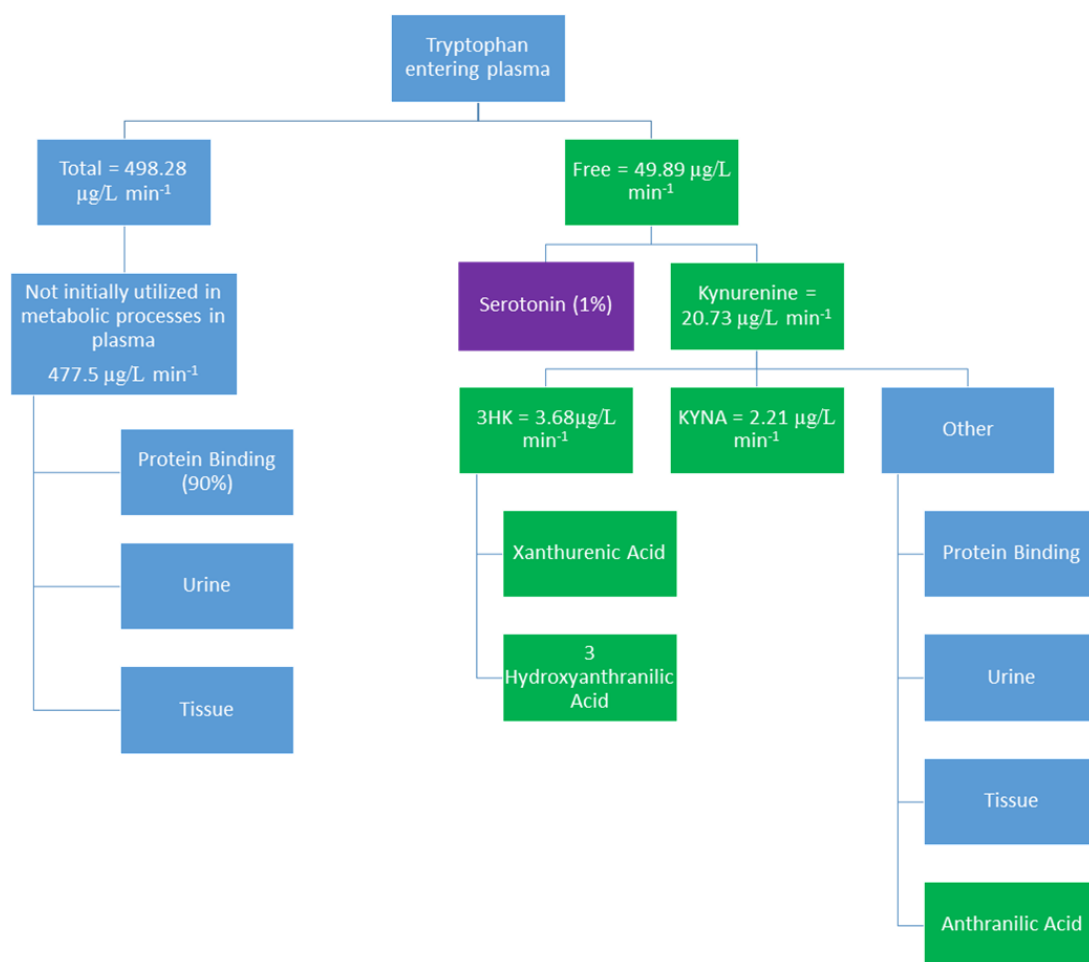 Tryptophan
entering plasma
Total = 498.28
µg/L min⁻¹
Free = 49.89 µg/L
min⁻¹
Not initially utilized in
metabolic processes in
plasma
477.5 µg/L min⁻¹
Serotonin (1%)
Kynurenine =
20.73 µg/L min⁻¹
3HK = 3.68µg/L
min⁻¹
KYNA = 2.21 µg/L
min⁻¹
Other
Protein Binding
(90%)
Urine
Tissue
Xanthurenic Acid
3
Hydroxyanthranilic
Acid
Protein Binding
Urine
Tissue
Anthranilic Acid